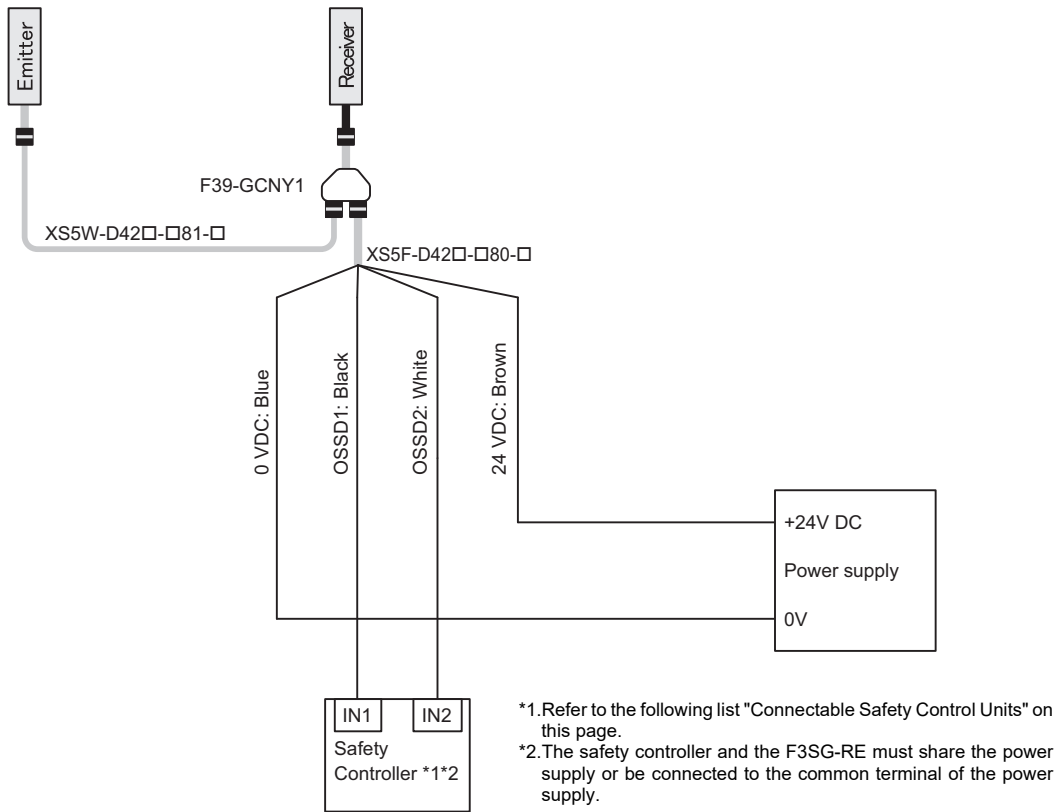 Emitter
Receiver
F39-GCNY1
XS5W-D42□-□81-□
XS5F-D42□-□80-□
0 VDC: Blue
OSSD1: Black
OSSD2: White
24 VDC: Brown
+24V DC
Power supply
0V
IN1
IN2
Safety
Controller *1*2
*1.Refer to the following list "Connectable Safety Control Units" on
this page.
*2.The safety controller and the F3SG-RE must share the power
supply or be connected to the common terminal of the power
supply.